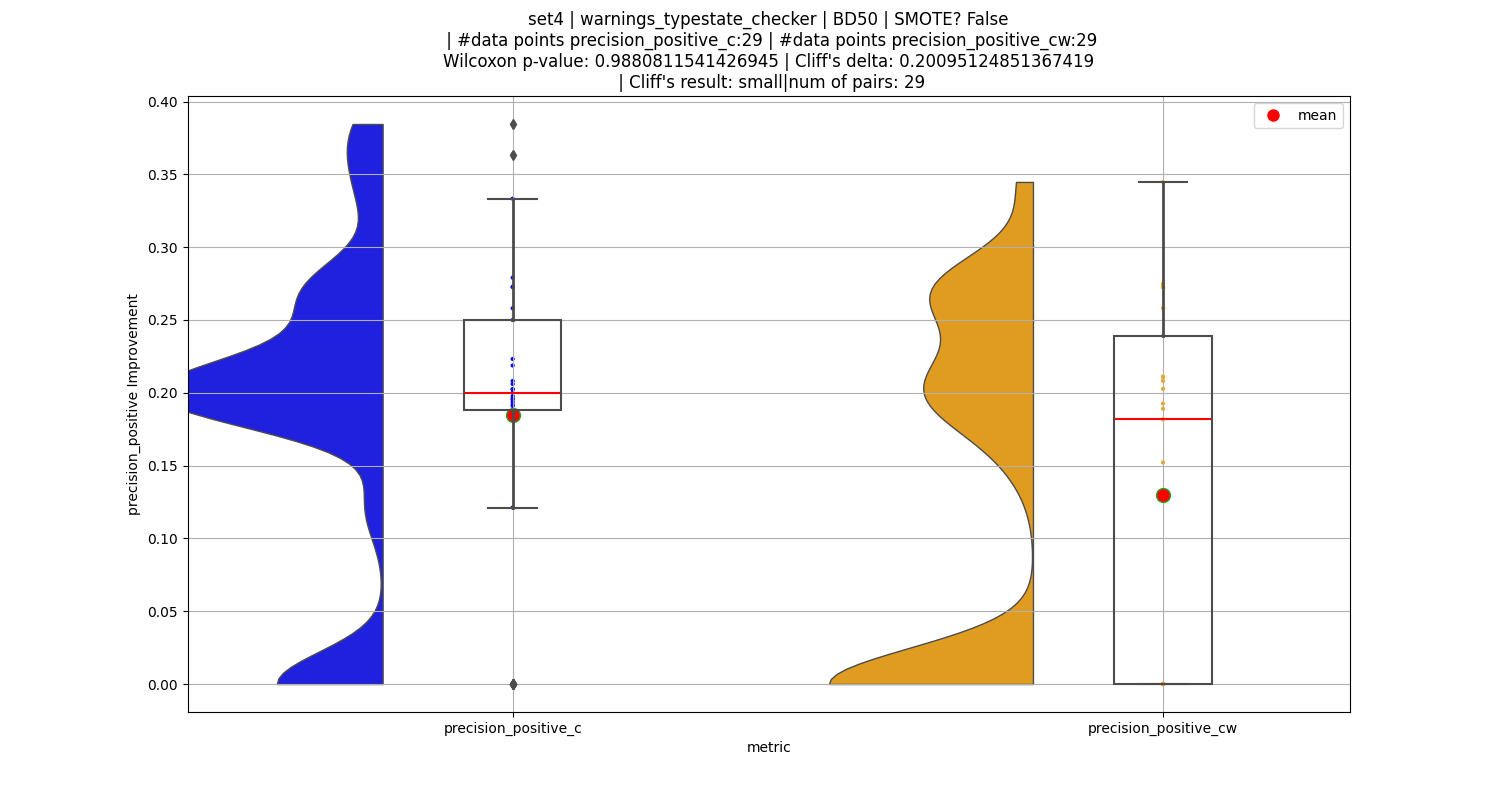 set4 | warnings_typestate_checker | BD50 | SMOTE? False
| #data points precision_positive_c:29 | #data points precision_positive_cw:29
Wilcoxon p-value: 0.9880811541426945 | Cliff's delta: 0.20095124851367419
| Cliff's result: small|num of pairs: 29
mean
precision_positive Improvement
0.40
0.35
0.30
0.25
0.20
0.15
0.10
0.05
0.00
precision_positive_c
precision_positive_cw
metric